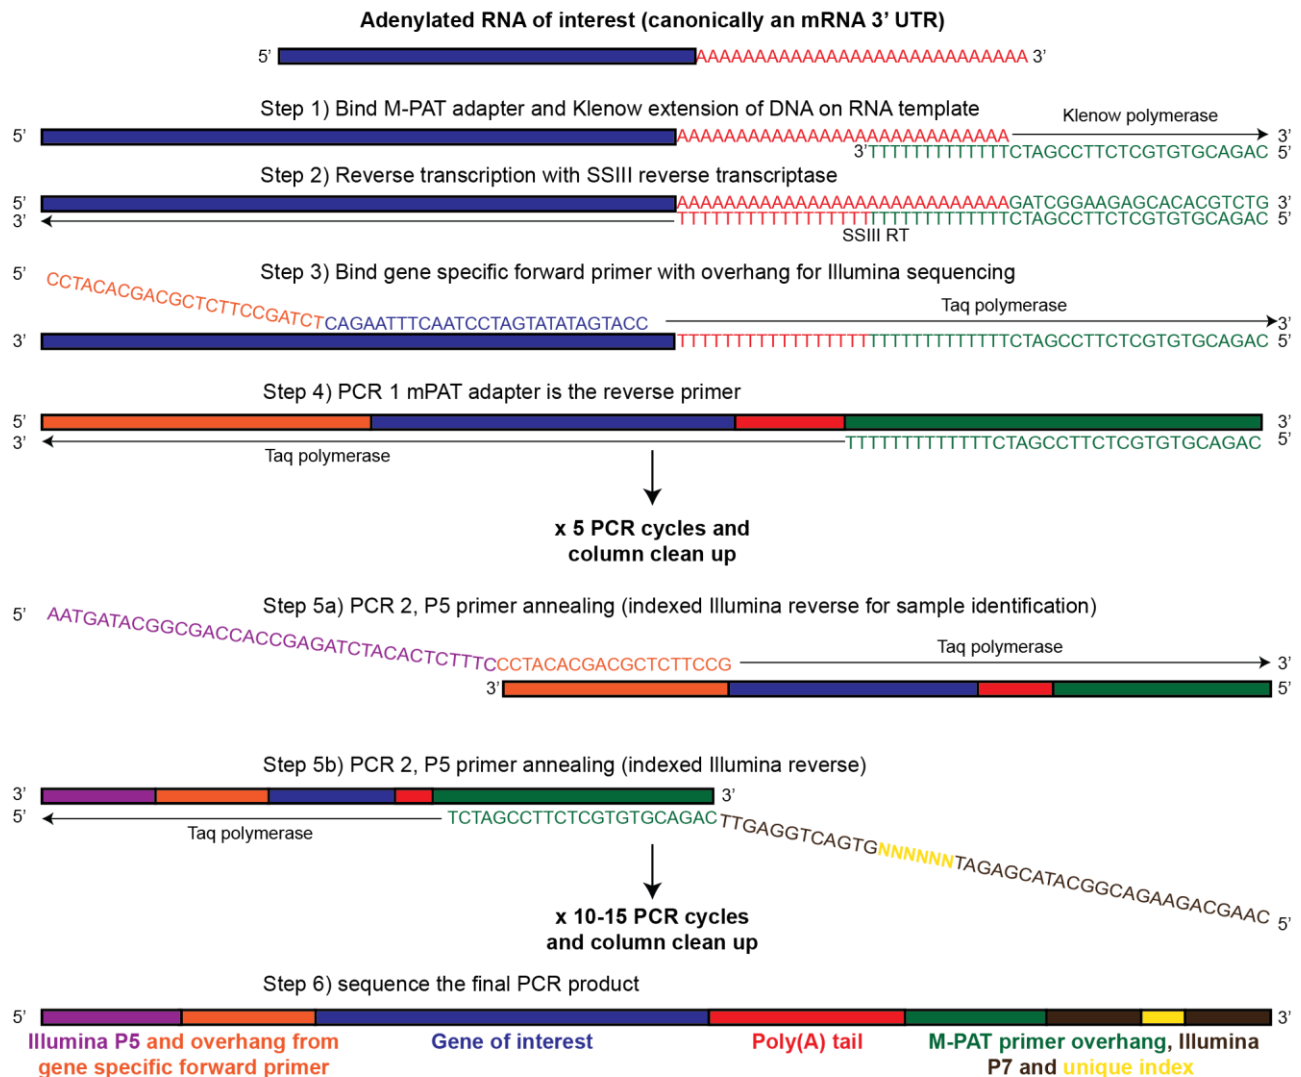 Adenylated RNA of interest (canonically an mRNA 3’ UTR)
5’ AAAAAAAAAAAAAAAAAAAAAAAAAAA 3’
Step 1) Bind M-PAT adapter and Klenow extension of DNA on RNA template
Klenow polymerase
5’ AAAAAAAAAAAAAAAAAAAAAAAAAAA 3’
3’TTTTTTTTTTTTTCTAGCCTTCTCGTGTGCAGAC 5’
Step 2) Reverse transcription with SSIII reverse transcriptase
5’ AAAAAAAAAAAAAAAAAAAAAAAAAAAGATCGGAAGAGCACACGTCTG 3’
3’ TTTTTTTTTTTTTTTTTTTTTTTTTTTTTCTAGCCTTCTCGTGTGCAGAC 5’
SSIII RT
Step 3) Bind gene specific forward primer with overhang for Illumina sequencing
5’ CCTACACGACGCTCTTCCGATCTCAGAATTTCAATCCTAGTATATAGTACC
Taq polymerase
3’
3’ TTTTTTTTTTTTTTTTTTTTTTTTTTTTTCTAGCCTTCTCGTGTGCAGAC 5’
Step 4) PCR 1 mPAT adapter is the reverse primer
5’ 3’
3’ TTTTTTTTTTTTTCTAGCCTTCTCGTGTGCAGAC 5’
Taq polymerase
x 5 PCR cycles and
column clean up
Step 5a) PCR 2, P5 primer annealing (indexed Illumina reverse for sample identification)
5’ AATGATACGGCGACCACCGAGATCTACACTCTTTCCCTACACGACGCTCTTCCG
Taq polymerase
3’
3’ 5’
Step 5b) PCR 2, P5 primer annealing (indexed Illumina reverse)
3’ 3’
5’ TCTAGCCTTCTCGTGTGCAGACTTGAGGTCAGTGNNNNNNTAGAGCATACGGCAGAAGACGAAC 5’
Taq polymerase
x 10-15 PCR cycles
and column clean up
Step 6) sequence the final PCR product
5’ 3’
Illumina P5 and overhang from Gene of interest Poly(A) tail M-PAT primer overhang, Illumina
gene specific forward primer P7 and unique index